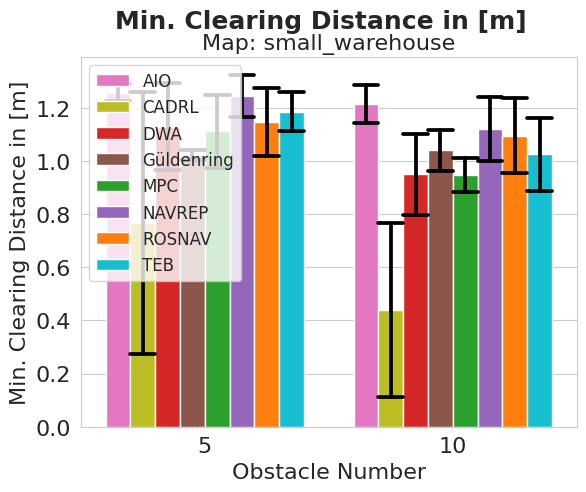 Min. Clearing Distance in [m]
Map: small_warehouse
Min. Clearing Distance in [m]
1.2
1.0
0.8
0.6
0.4
0.2
0.0
AIO
CADRL
DWA
Güldenring
MPC
NAVREP
ROSNAV
TEB
5
10
Obstacle Number